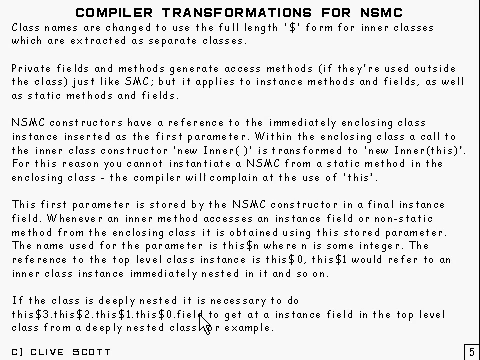 COMPILER TRANSFORMATIONS FOR NSMC
Class names are changed to use the full length '$' form for inner classes
which are extracted as separate classes.
Private fields and methods generate access methods (if they're used outside
the class) just like SMC; but it applies to instance methods and fields, as well
as static methods and fields.
NSMC constructors have a reference to the immediately enclosing class
instance inserted as the first parameter. Within the enclosing class a call to
the inner class constructor 'new Inner()' is transformed to 'new Inner(this)'.
For this reason you cannot instantiate a NSMC from a static method in the
enclosing class - the compiler will complain at the use of 'this'.
This first parameter is stored by the NSMC constructor in a final instance
field. Whenever an inner method accesses an instance field or non-static
method from the enclosing class it is obtained using this stored parameter.
The name used for the parameter is this$n where n is some integer. The
reference to the top level class instance is this$0, this$1 would refer to an
inner class instance immediately nested in it and so on.
If the class is deeply nested it is necessary to do
this$3.this$2.this$1.this$0.field to get at a instance field in the top level
class from a deeply nested class or example.
C] CLIVE SCOTT
5